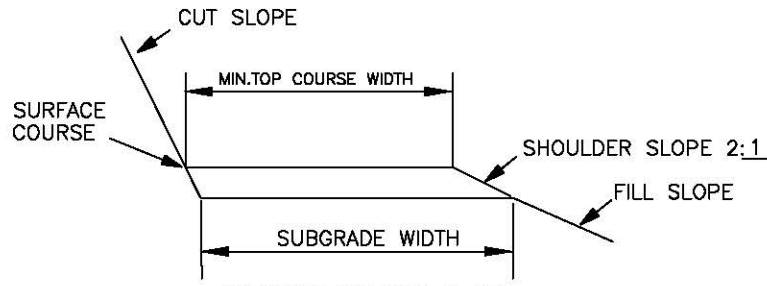 CUT SLOPE
MIN.TOP COURSE WIDTH
SURFACE
COURSE
SHOULDER SLOPE 2:1
FILL SLOPE
SUBGRADE WIDTH